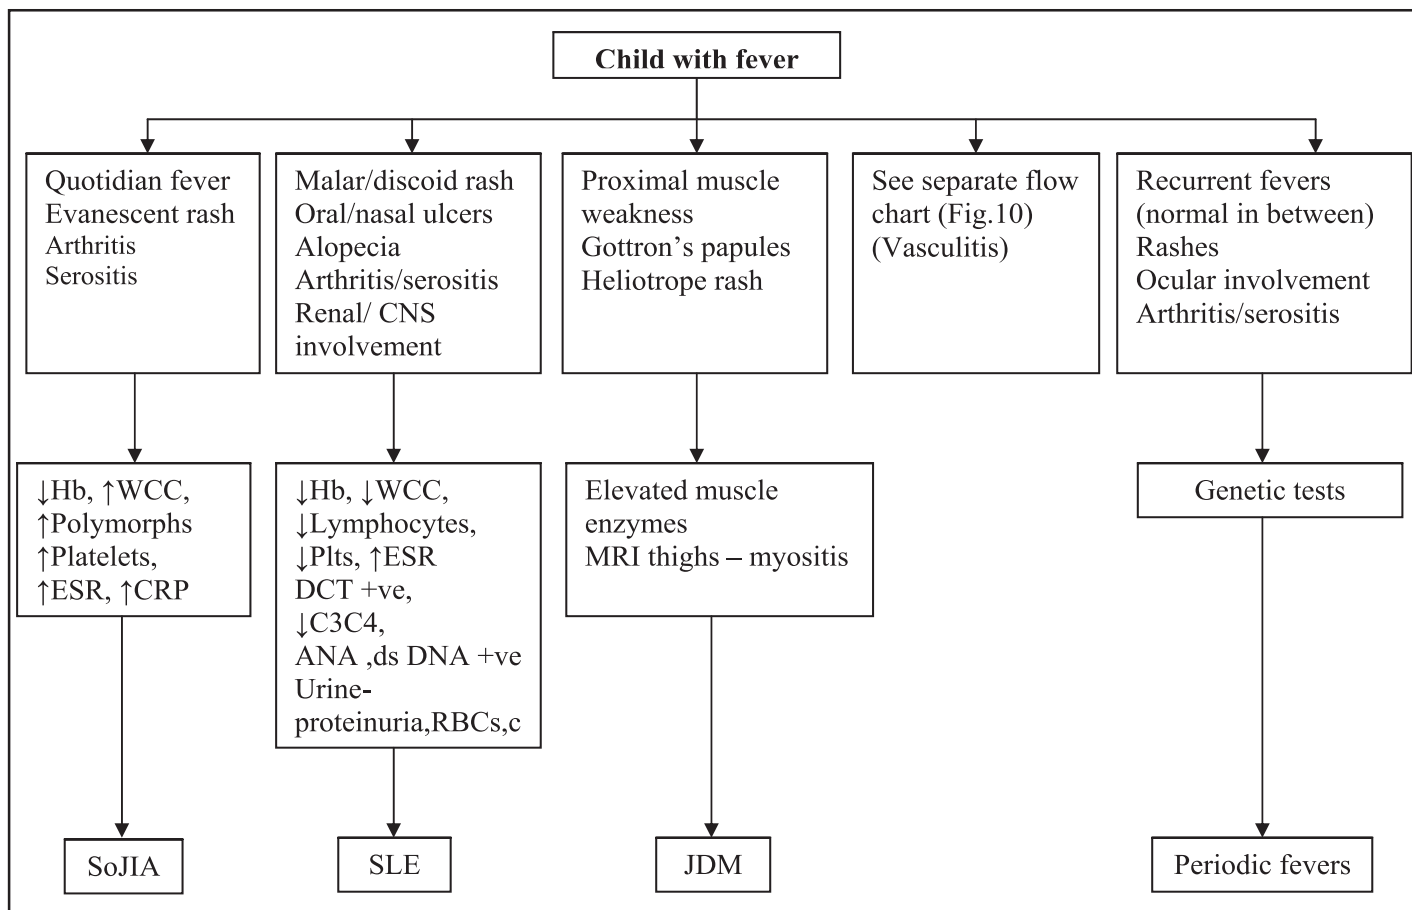 Child with fever
Quotidian fever
Evanescent rash
Arthritis
Serositis
Malar/discoid rash
Oral/nasal ulcers
Alopecia
Arthritis/serositis
Renal/ CNS
involvement
Proximal muscle
weakness
Gottron’s papules
Heliotrope rash
See separate flow
chart (Fig.10)
(Vasculitis)
Recurrent fevers
(normal in between)
Rashes
Ocular involvement
Arthritis/serositis
↓Hb, ↑WCC,
↑Polymorphs
↑Platelets,
↑ESR, ↑CRP
↓Hb, ↓WCC,
↓Lymphocytes,
↓Plts, ↑ESR
DCT +ve,
↓C3C4,
ANA ,ds DNA +ve
Urine-
proteinuria,RBCs,c
Elevated muscle
enzymes
MRI thighs – myositis
Genetic tests
SoJIA
SLE
JDM
Periodic fevers